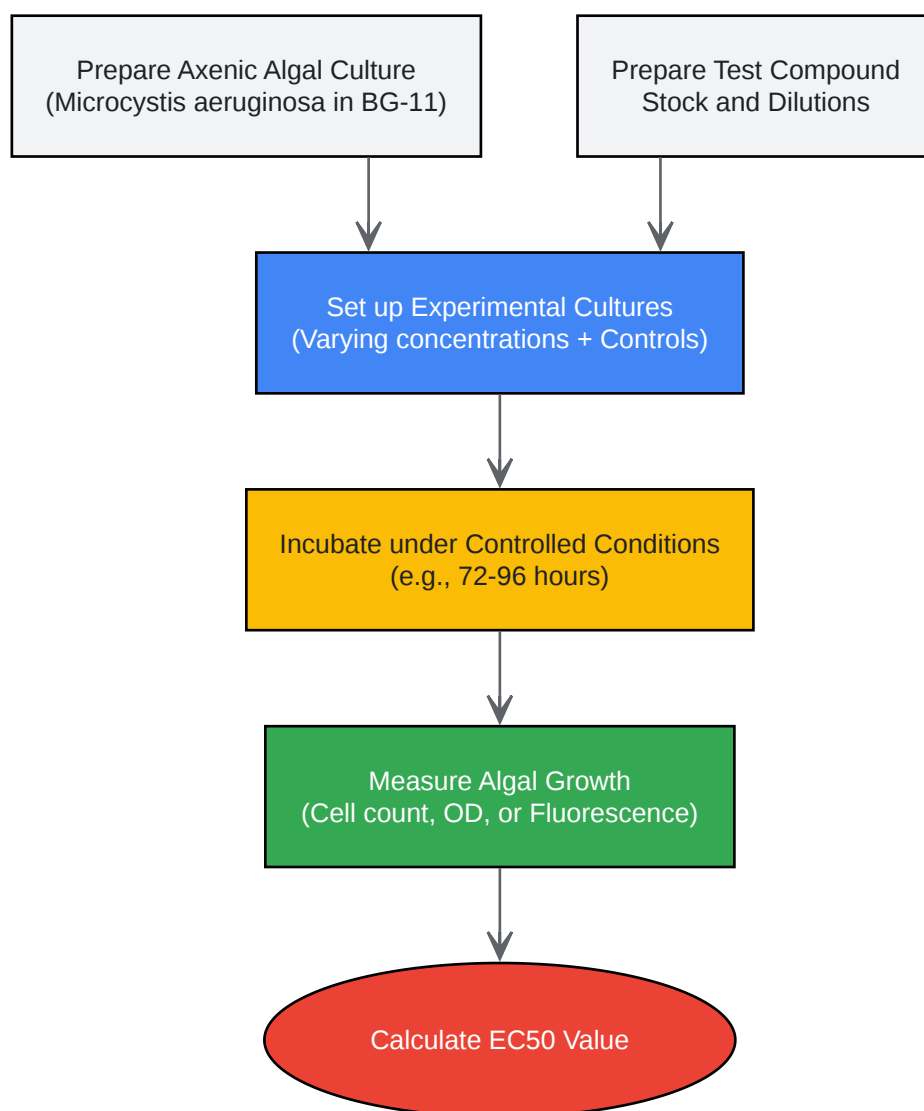 Prepare Axenic Algal Culture
(Microcystis aeruginosa in BG-11)
Prepare Test Compound
Stock and Dilutions
Set up Experimental Cultures
(Varying concentrations + Controls)
Incubate under Controlled Conditions
(e.g., 72-96 hours)
Measure Algal Growth
(Cell count, OD, or Fluorescence)
Calculate EC50 Value